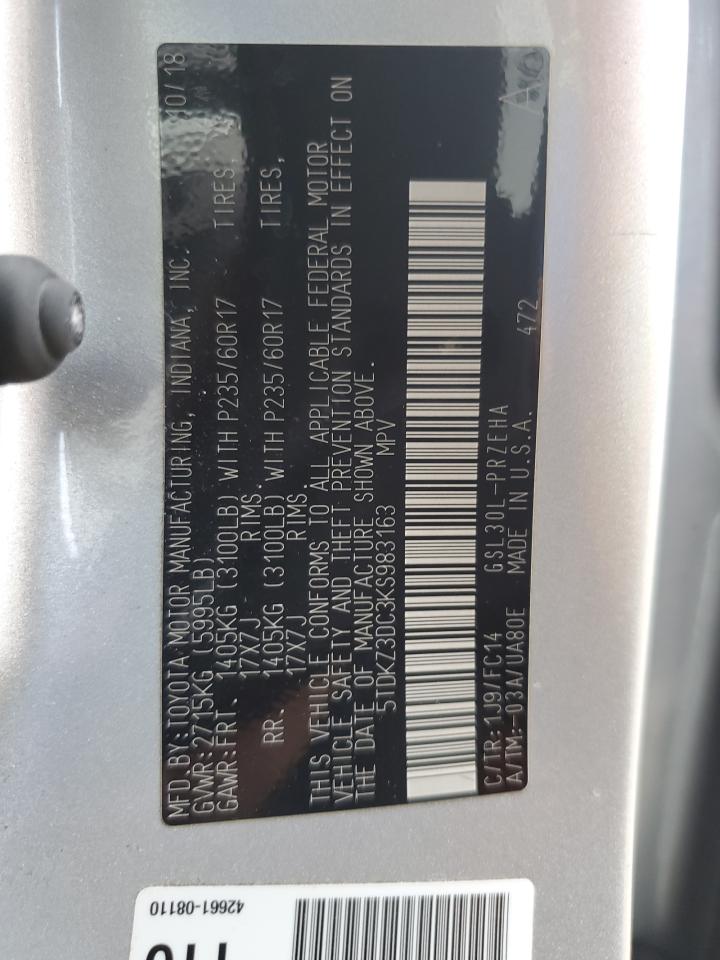 MFD. BY: TOYOTA MOTOR MANUFACTURING, INDIANA, INC. 10/18
GVWR: 2715KG (5995LB)
GAWR: FRT. 1405KG (3100LB) WITH P235/60R17 TIRES,
17X7J RIMS.
RR. 1405KG (3100LB) WITH P235/60R17 TIRES,
17X7J RIMS.
THIS VEHICLE CONFORMS TO ALL APPLICABLE FEDERAL MOTOR
VEHICLE SAFETY AND THEFT PREVENTION STANDARDS IN EFFECT ON
THE DATE OF MANUFACTURE SHOWN ABOVE.
5TDKZ3DC3KS983163 MPV
C/TR: 1J9/FC14 GSL30L-PRZEHA 472
A/TM: -03A/UA80E MADE IN U.S.A.
42661-08110